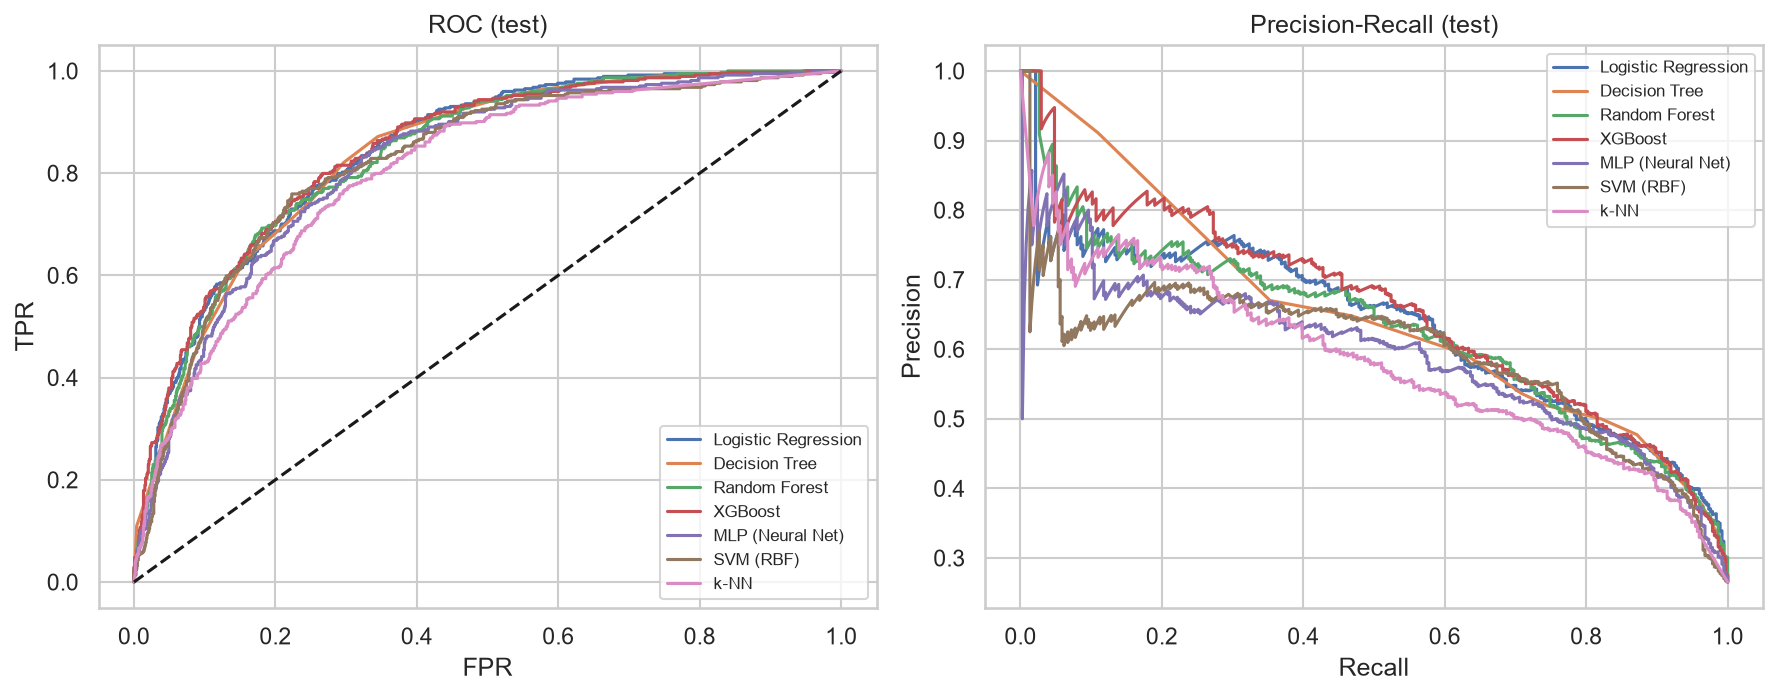 ROC (test)
TPR
1.0
0.8
0.6
0.4
0.2
0.0
0.0 0.2 0.4 0.6 0.8 1.0
FPR
Logistic Regression
Decision Tree
Random Forest
XGBoost
MLP (Neural Net)
SVM (RBF)
k-NN
Precision-Recall (test)
Precision
1.0
0.9
0.8
0.7
0.6
0.5
0.4
0.3
0.0 0.2 0.4 0.6 0.8 1.0
Recall
Logistic Regression
Decision Tree
Random Forest
XGBoost
MLP (Neural Net)
SVM (RBF)
k-NN